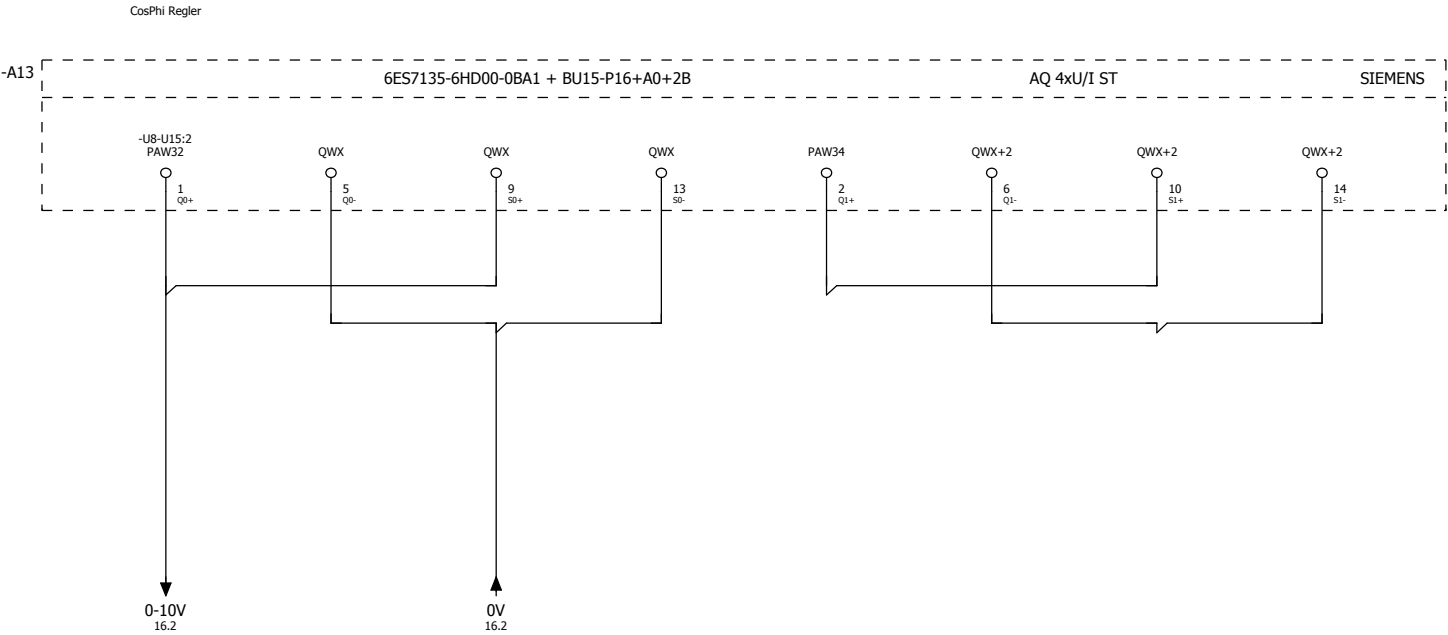 CosPhi Regler
-A13
6ES7135-6HD00-0BA1 + BU15-P16+A0+2B AQ 4xU/I ST SIEMENS
-U8-U15:2
PAW32 QWX QWX QWX PAW34 QWX+2 QWX+2 QWX+2
1 5 9 13 2 6 10 14
Q0+ Q0- S0+ S0- Q1+ Q1- S1+ S1-
0-10V 0V
16.2 16.2